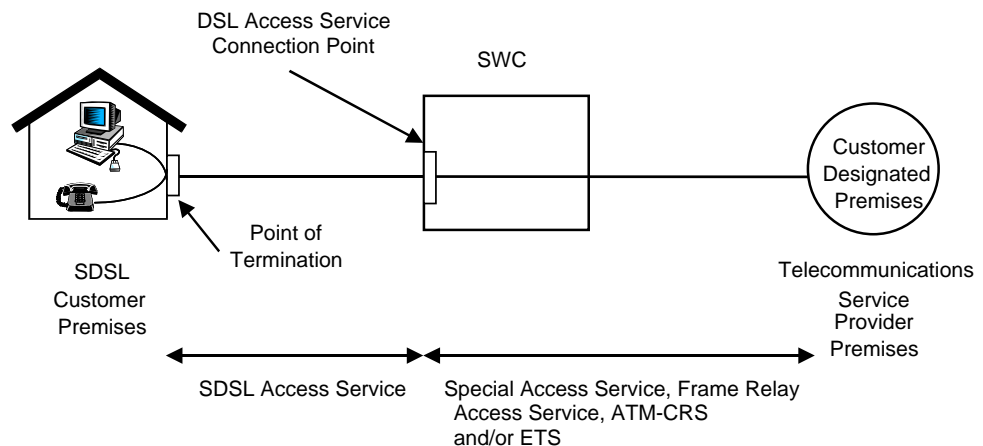 DSL Access Service
Connection Point
SWC
Customer
Designated
Premises
Point of
Termination
SDSL
Customer
Premises
Telecommunications
Service
Provider
Premises
SDSL Access Service
Special Access Service, Frame Relay
Access Service, ATM-CRS
and/or ETS